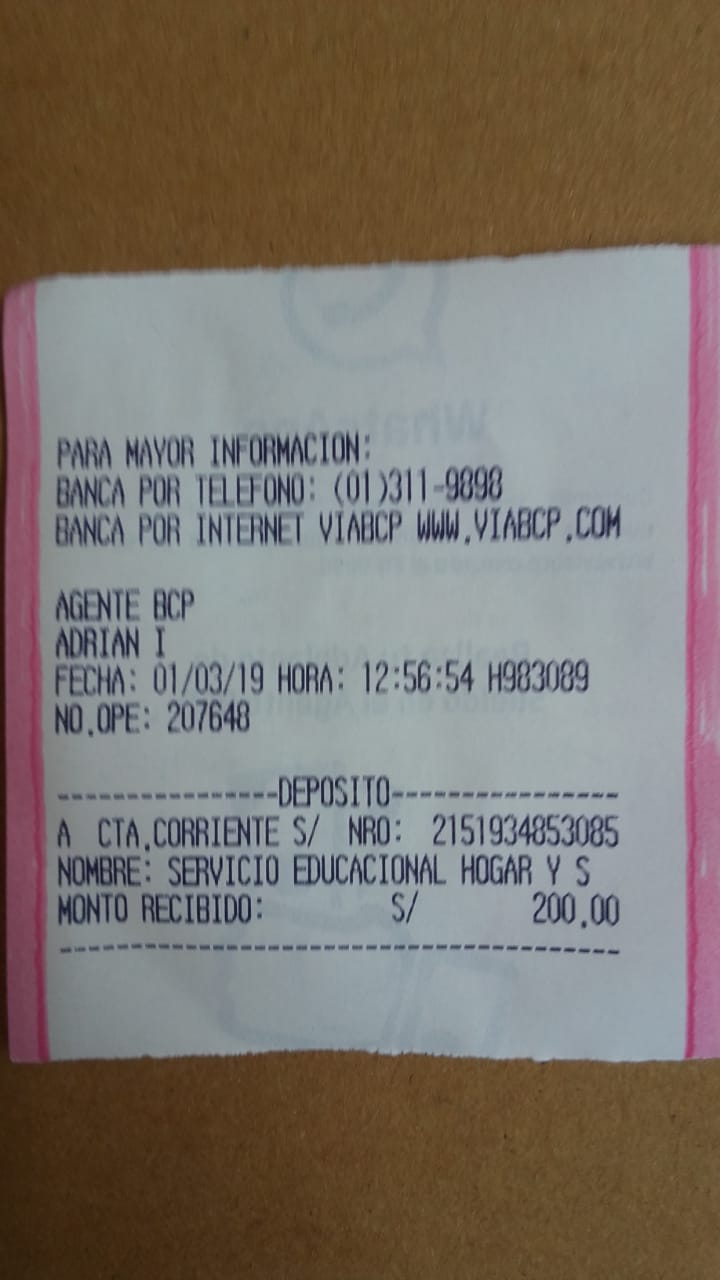 PARA MAYOR INFORMACION:
BANCA POR TELEFONO: (01)311-9898
BANCA POR INTERNET VIABCP WWW.VIABCP.COM
AGENTE BCP
ADRIAN I
FECHA: 01/03/19 HORA: 12:56:54 H983089
NO.OPE: 207648
----------------DEPOSITO----------------
A CTA.CORRIENTE S/ NRO: 2151934853085
NOMBRE: SERVICIO EDUCACIONAL HOGAR Y S
MONTO RECIBIDO: S/ 200.00
----------------------------------------